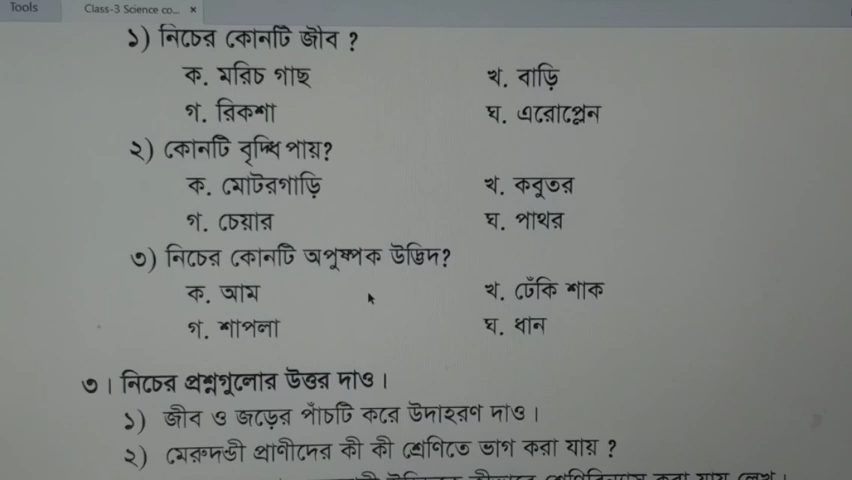 Tools Class-3 Science co... ×
১) নিচের কোনটি জীব ?
ক. মরিচ গাছ খ. বাড়ি
গ. রিকশা ঘ. এরোপ্লেন
২) কোনটি বৃদ্ধি পায়?
ক. মোটরগাড়ি খ. কবুতর
গ. চেয়ার ঘ. পাথর
৩) নিচের কোনটি অপুষ্পক উদ্ভিদ?
ক. আম খ. ঢেঁকি শাক
গ. শাপলা ঘ. ধান
৩। নিচের প্রশ্নগুলোর উত্তর দাও।
১) জীব ও জড়ের পাঁচটি করে উদাহরণ দাও।
২) মেরুদণ্ডী প্রাণীদের কী কী শ্রেণিতে ভাগ করা যায় ?